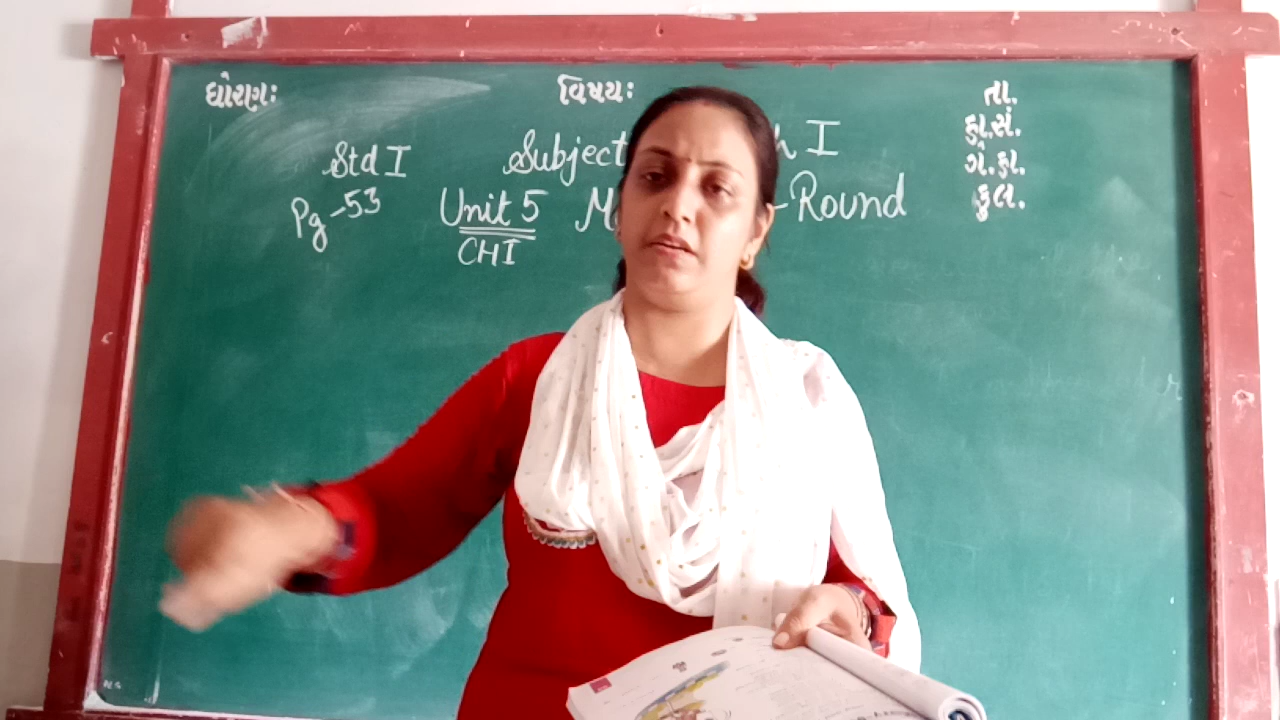 ધોરણ: વિષય: તા.
ક્રા.સં.
ગે.હા.
કુલ.
Std I Subject I
Pg-53 Unit 5 -Round
CHI